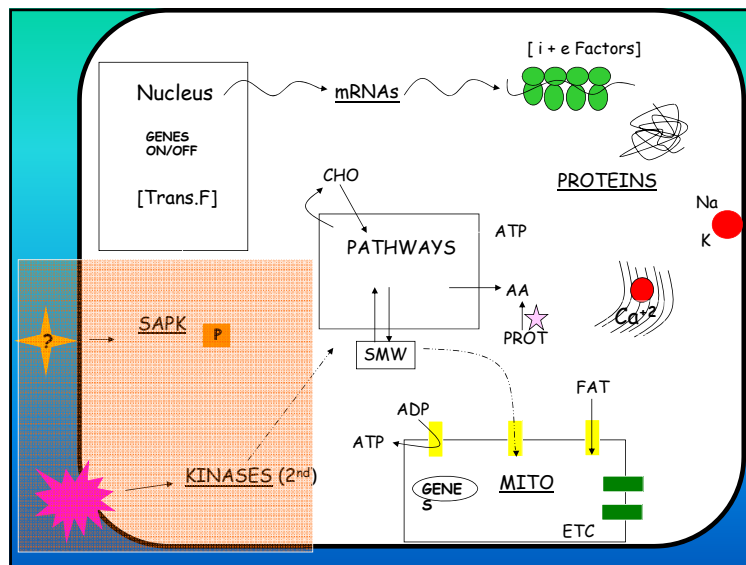 [ i + e Factors]
Nucleus
mRNAs
GENES
ON/OFF
[Trans.F]
PROTEINS
CHO
Na
K
PATHWAYS
ATP
AA
Ca+2
SAPK
P
?
PROT
SMW
FAT
ADP
ATP
KINASES (2nd)
GENE
S
MITO
ETC